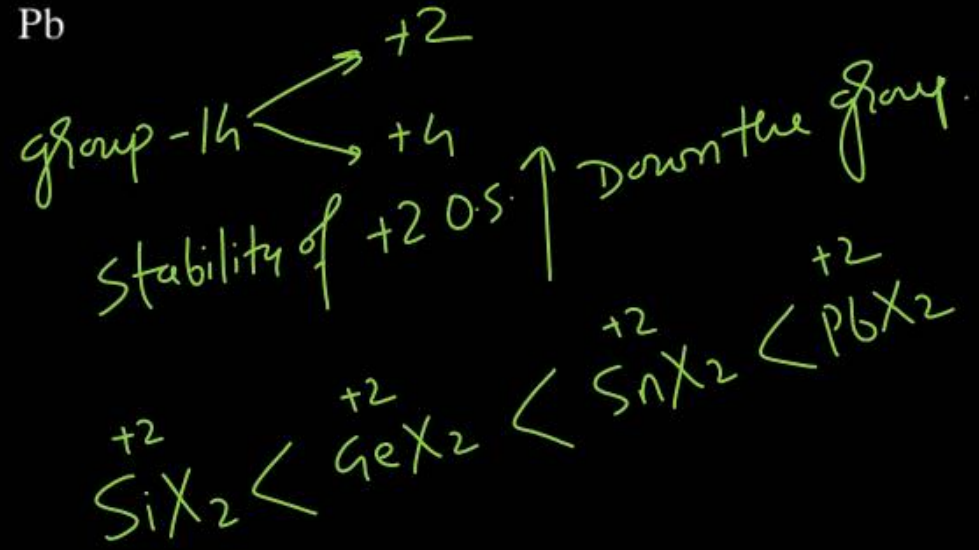 Pb
+2
group-14
+4
Stability of +2 O.S. ↑ Down the group.
+2 +2 +2 +2
SiX2 < GeX2 < SnX2 < PbX2